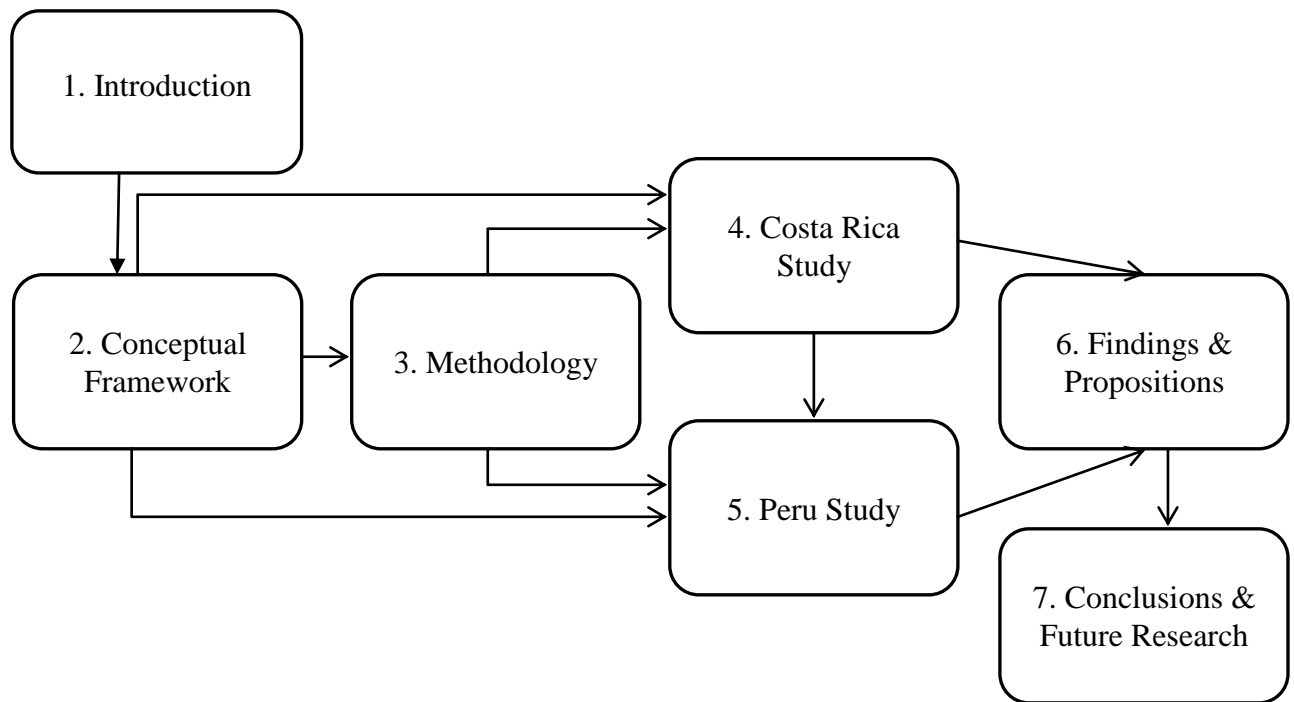 1. Introduction
2. Conceptual
Framework
3. Methodology
4. Costa Rica
Study
5. Peru Study
6. Findings &
Propositions
7. Conclusions &
Future Research